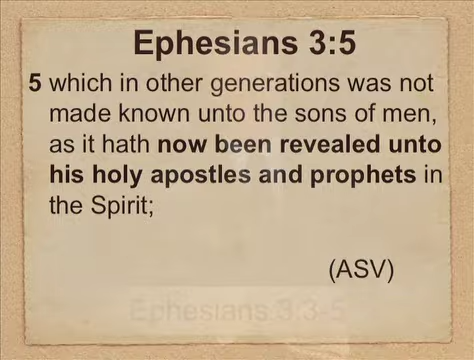 Ephesians 3:5
5 which in other generations was not
made known unto the sons of men,
as it hath now been revealed unto
his holy apostles and prophets in
the Spirit;
(ASV)
Ephesians 3:3-5